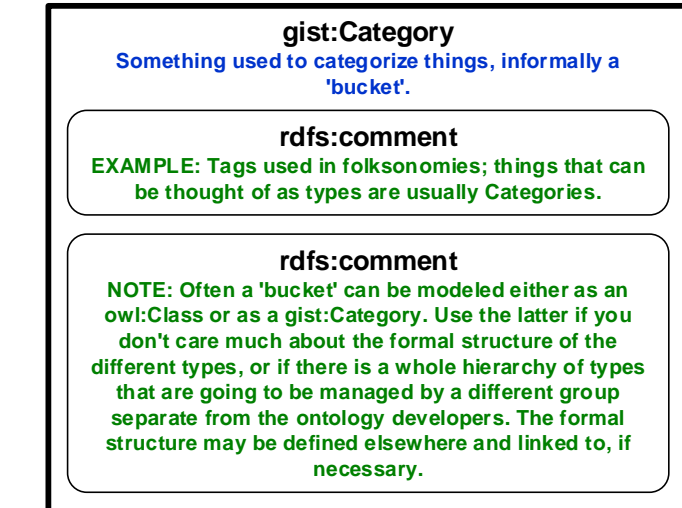 gist:Category
Something used to categorize things, informally a
'bucket'.
rdfs:comment
EXAMPLE: Tags used in folksonomies; things that can
be thought of as types are usually Categories.
rdfs:comment
NOTE: Often a 'bucket' can be modeled either as an
owl:Class or as a gist:Category. Use the latter if you
don't care much about the formal structure of the
different types, or if there is a whole hierarchy of types
that are going to be managed by a different group
separate from the ontology developers. The formal
structure may be defined elsewhere and linked to, if
necessary.